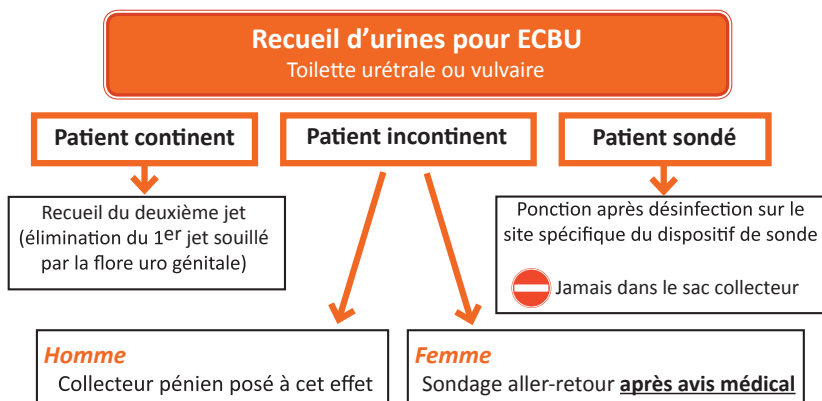 Recueil d'urines pour ECBU
Toilette urétrale ou vulvaire
Patient continent
Patient incontinent
Patient sondé
Recueil du deuxième jet
(élimination du 1er jet souillé
par la flore uro génitale)
Ponction après désinfection sur le
site spécifique du dispositif de sonde
Jamais dans le sac collecteur
Homme
Collecteur pénien posé à cet effet
Femme
Sondage aller-retour après avis médical